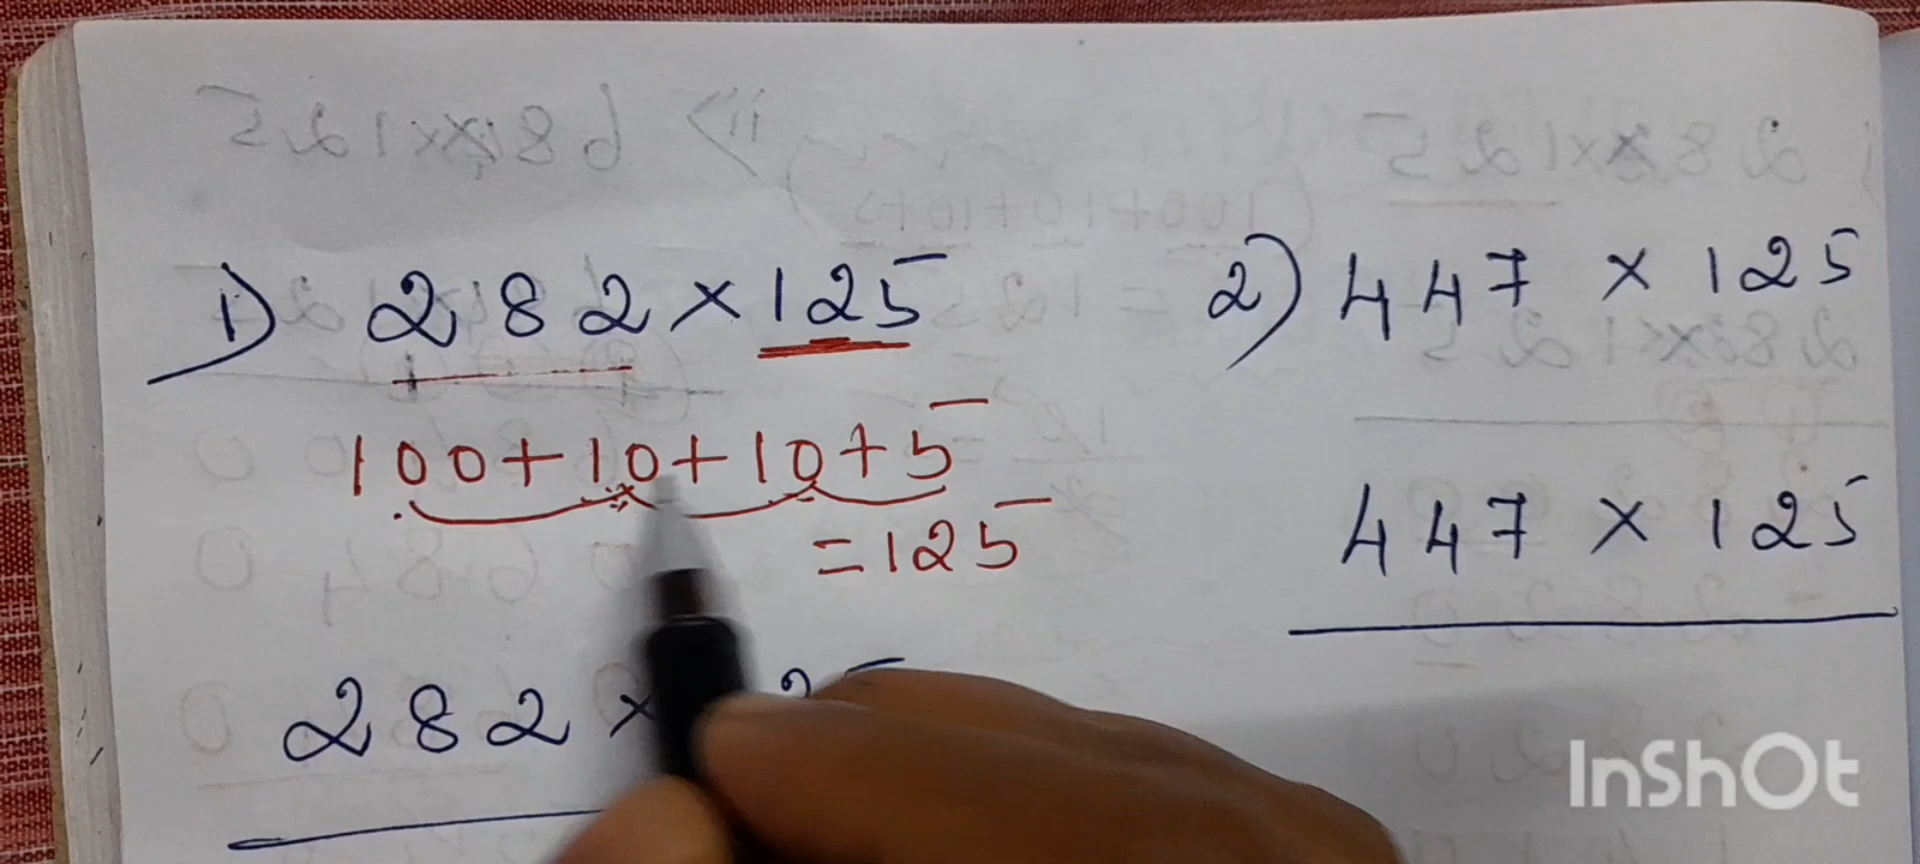 1) 282 × 125
100+10+10+5
= 125
282 ×
2) 447 × 125
447 × 125
InShOt